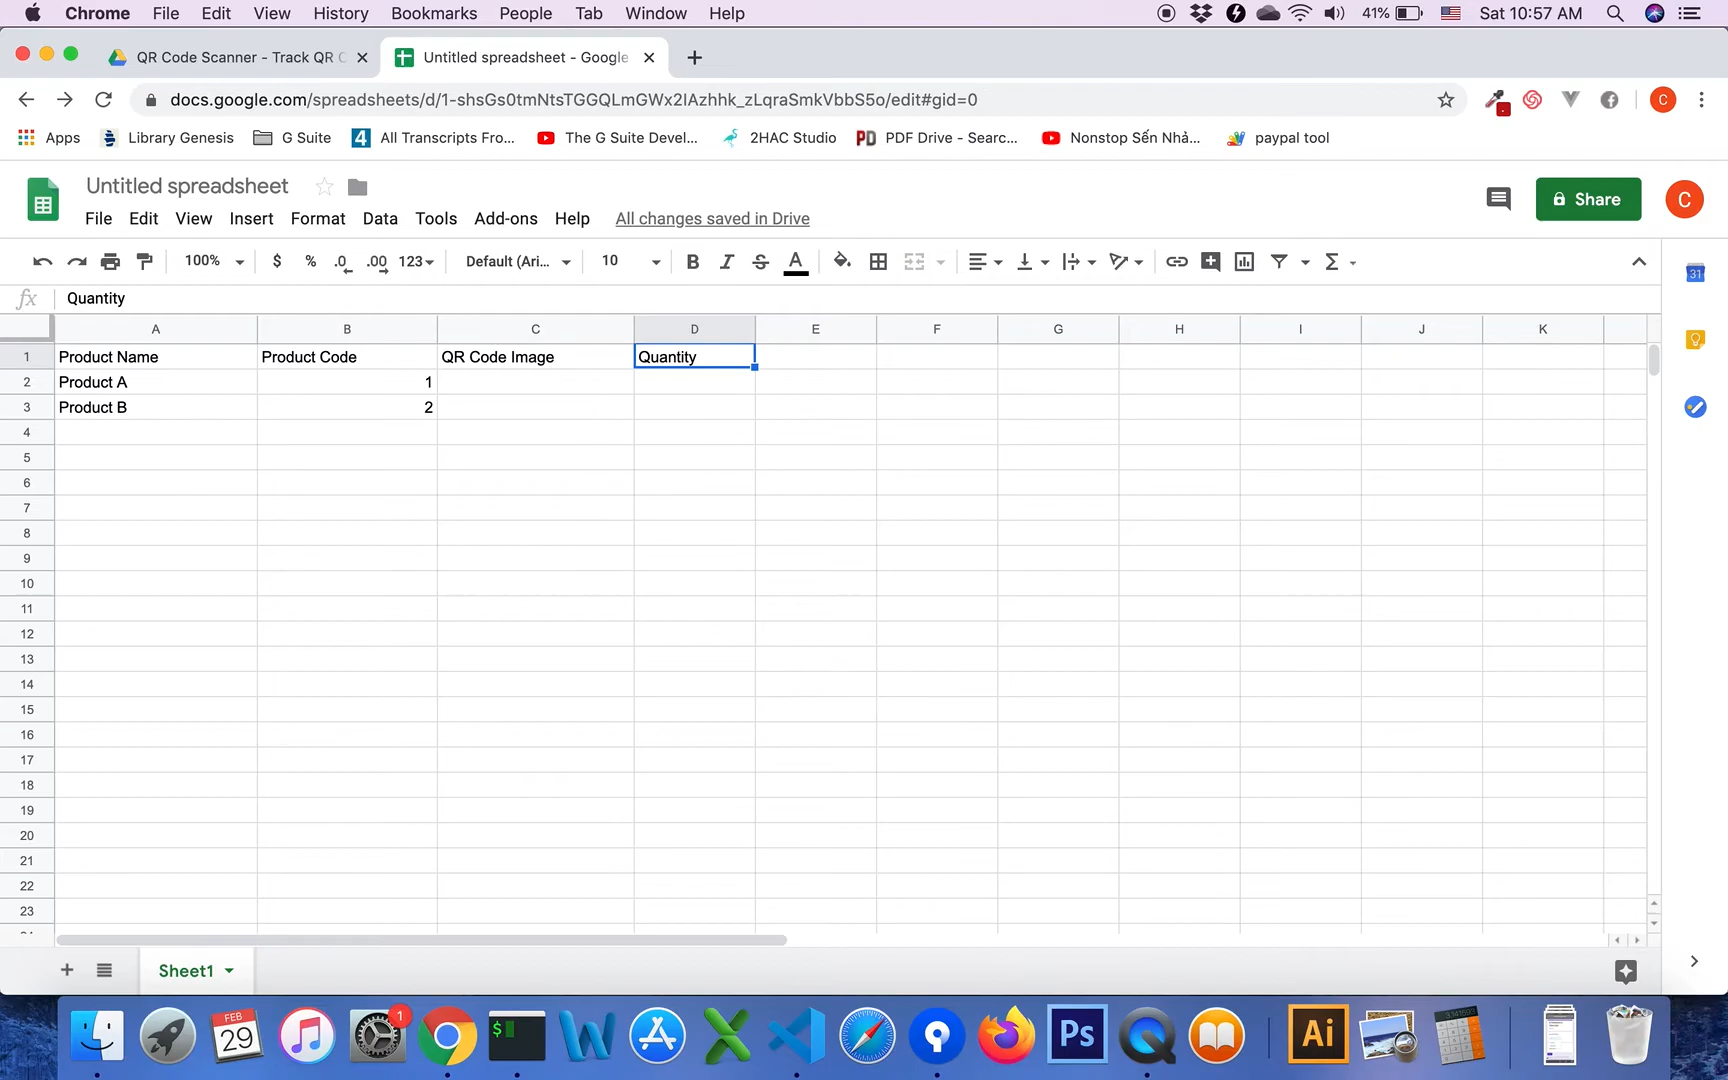 Chrome File Edit View History Bookmarks People Tab Window Help 41% Sat 10:57 AM
QR Code Scanner - Track QR C Untitled spreadsheet - Google
docs.google.com/spreadsheets/d/1-shsGs0tmNtsTGGQLmGWx2IAzhhk_zLqraSmkVbbS5o/edit#gid=0 C
Apps Library Genesis G Suite 4 All Transcripts Fro... The G Suite Devel... 2HAC Studio PD PDF Drive - Searc... Nonstop Sến Nhả... paypal tool
Untitled spreadsheet
File Edit View Insert Format Data Tools Add-ons Help All changes saved in Drive
Share C
100% $ % .0 .00 123 Default (Ari... 10 B I S A Σ
31
fx Quantity
A B C D E F G H I J K
1 Product Name Product Code QR Code Image Quantity
2 Product A 1
3 Product B 2
4
5
6
7
8
9
10
11
12
13
14
15
16
17
18
19
20
21
22
23
+ Sheet1
FEB 29 1 $ W X Ps Ai 3.141593